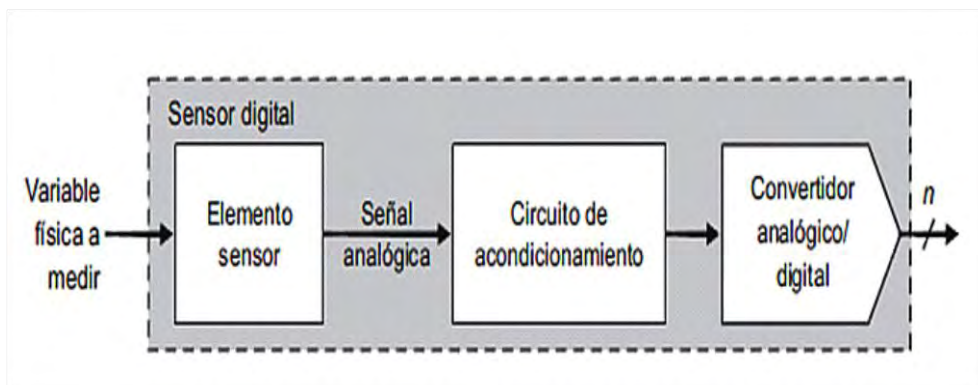 Sensor digital
Variable
física a
medir
Elemento
sensor
Señal
analógica
Circuito de
acondicionamiento
Convertidor
analógico/
digital
n